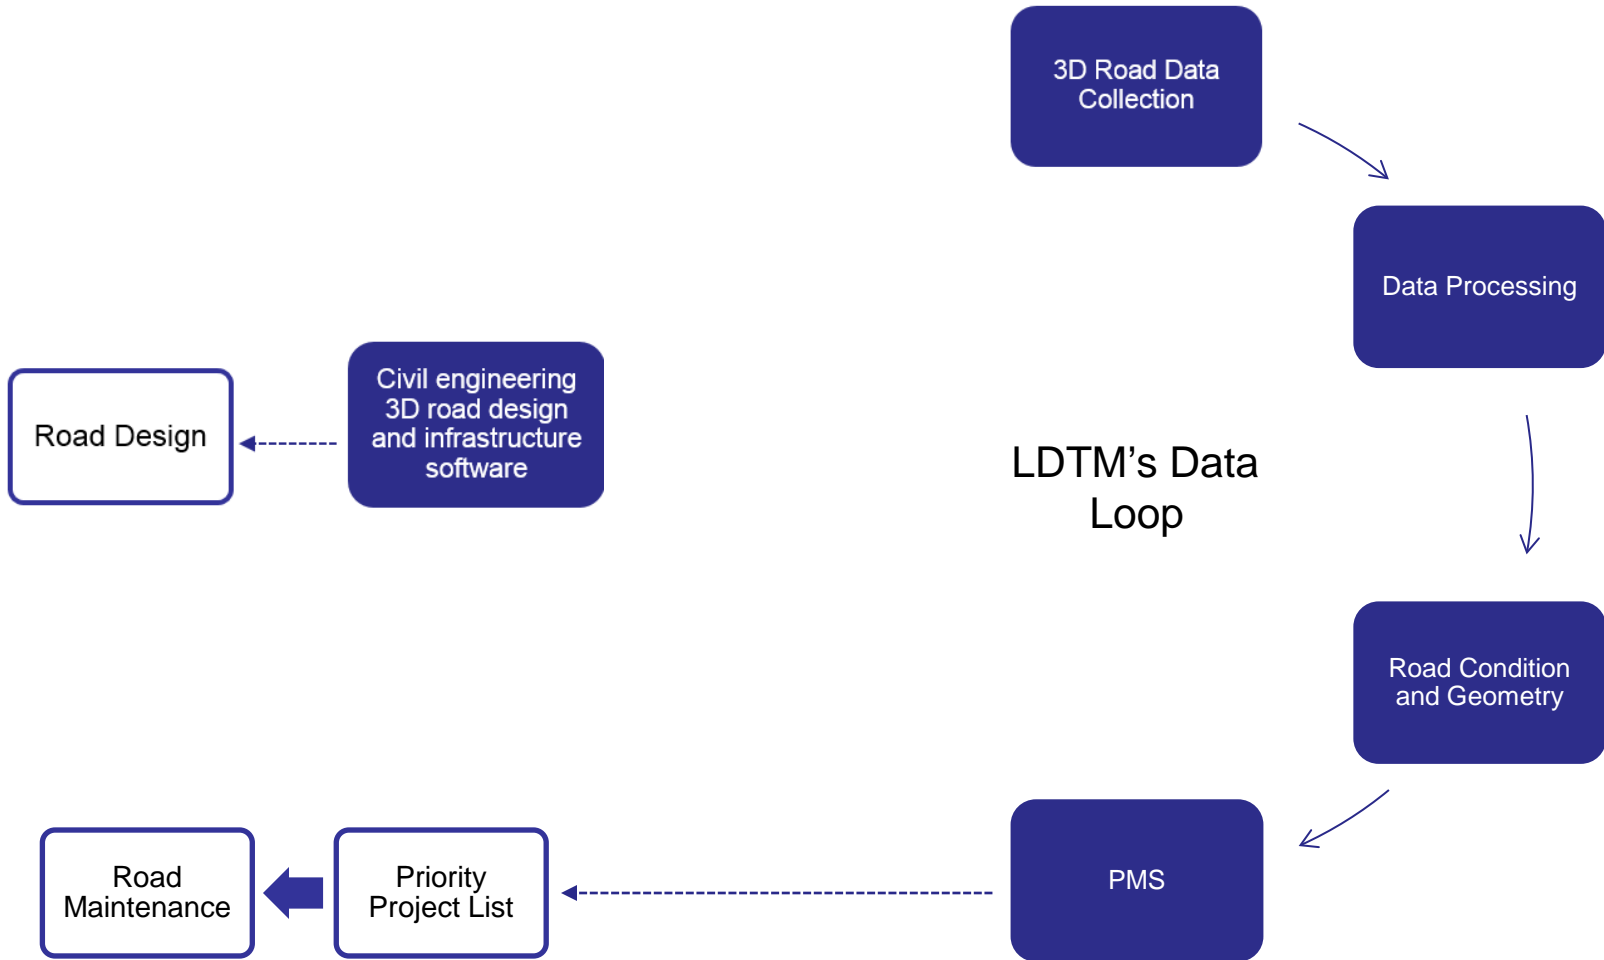 3D Road Data
Collection
Data Processing
Civil engineering
3D road design
and infrastructure
software
Road Design
LDTM’s Data
Loop
Road Condition
and Geometry
PMS
Priority
Project List
Road
Maintenance